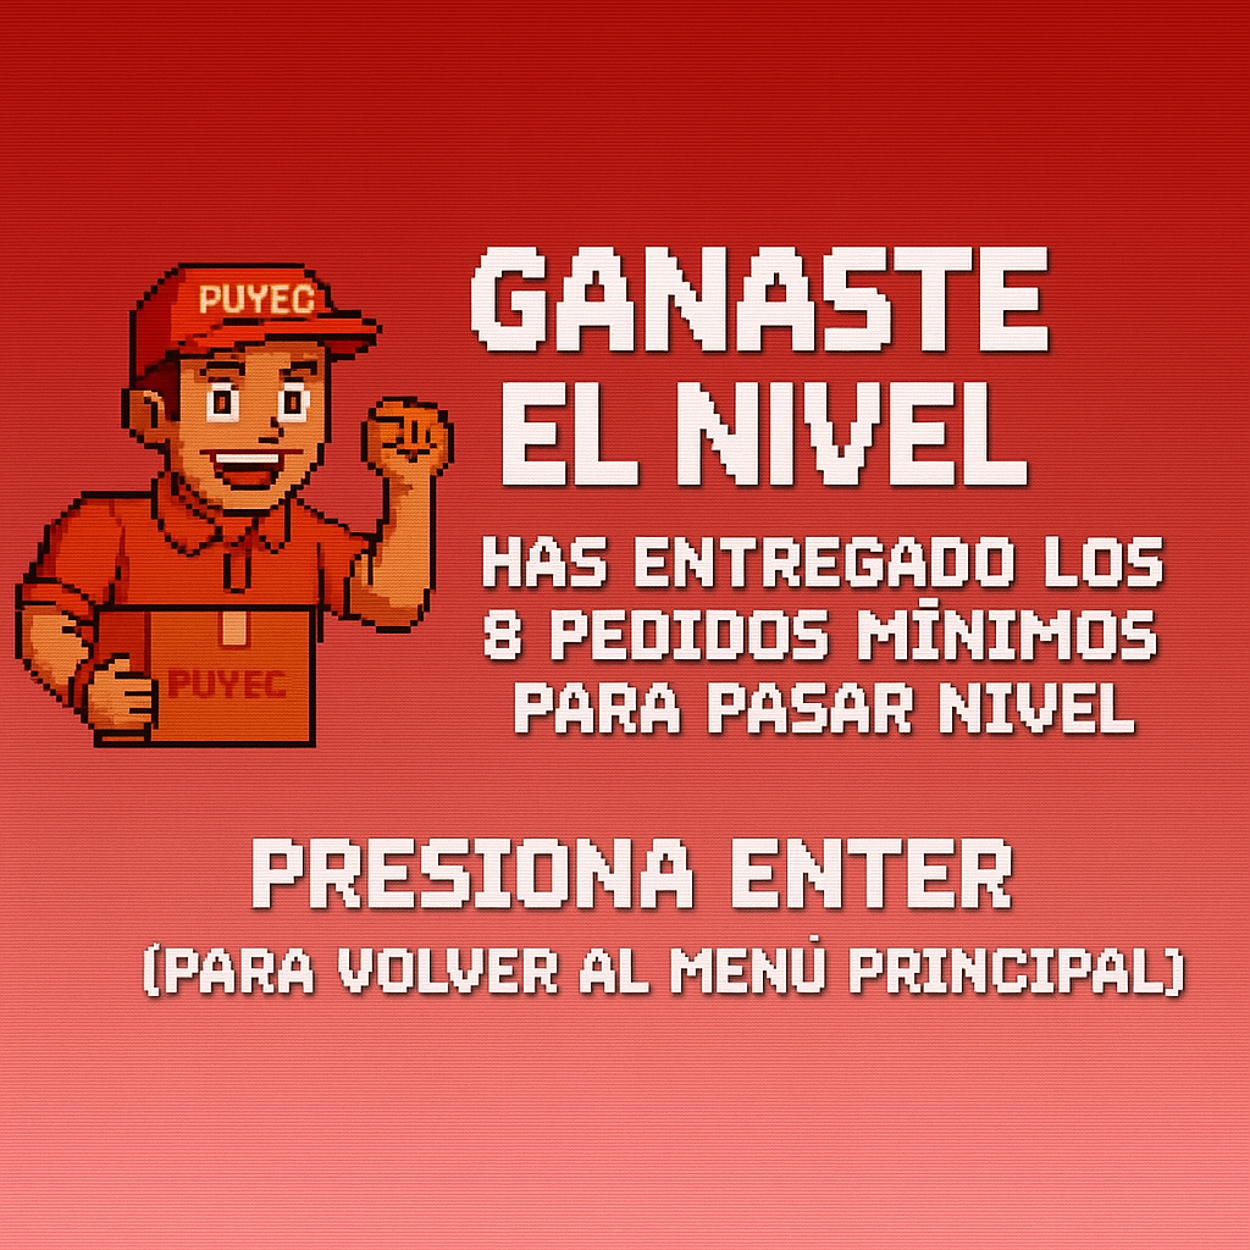 PUYEC
GANASTE
EL NIVEL
HAS ENTREGADO LOS
8 PEDIDOS MÍNIMOS
PARA PASAR NIVEL
PUYEC
PRESIONA ENTER
(PARA VOLVER AL MENÚ PRINCIPAL)